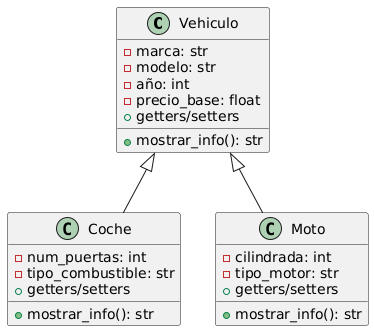 C Vehiculo
marca: str
modelo: str
año: int
precio_base: float
getters/setters
mostrar_info(): str
C Coche
num_puertas: int
tipo_combustible: str
getters/setters
mostrar_info(): str
C Moto
cilindrada: int
tipo_motor: str
getters/setters
mostrar_info(): str